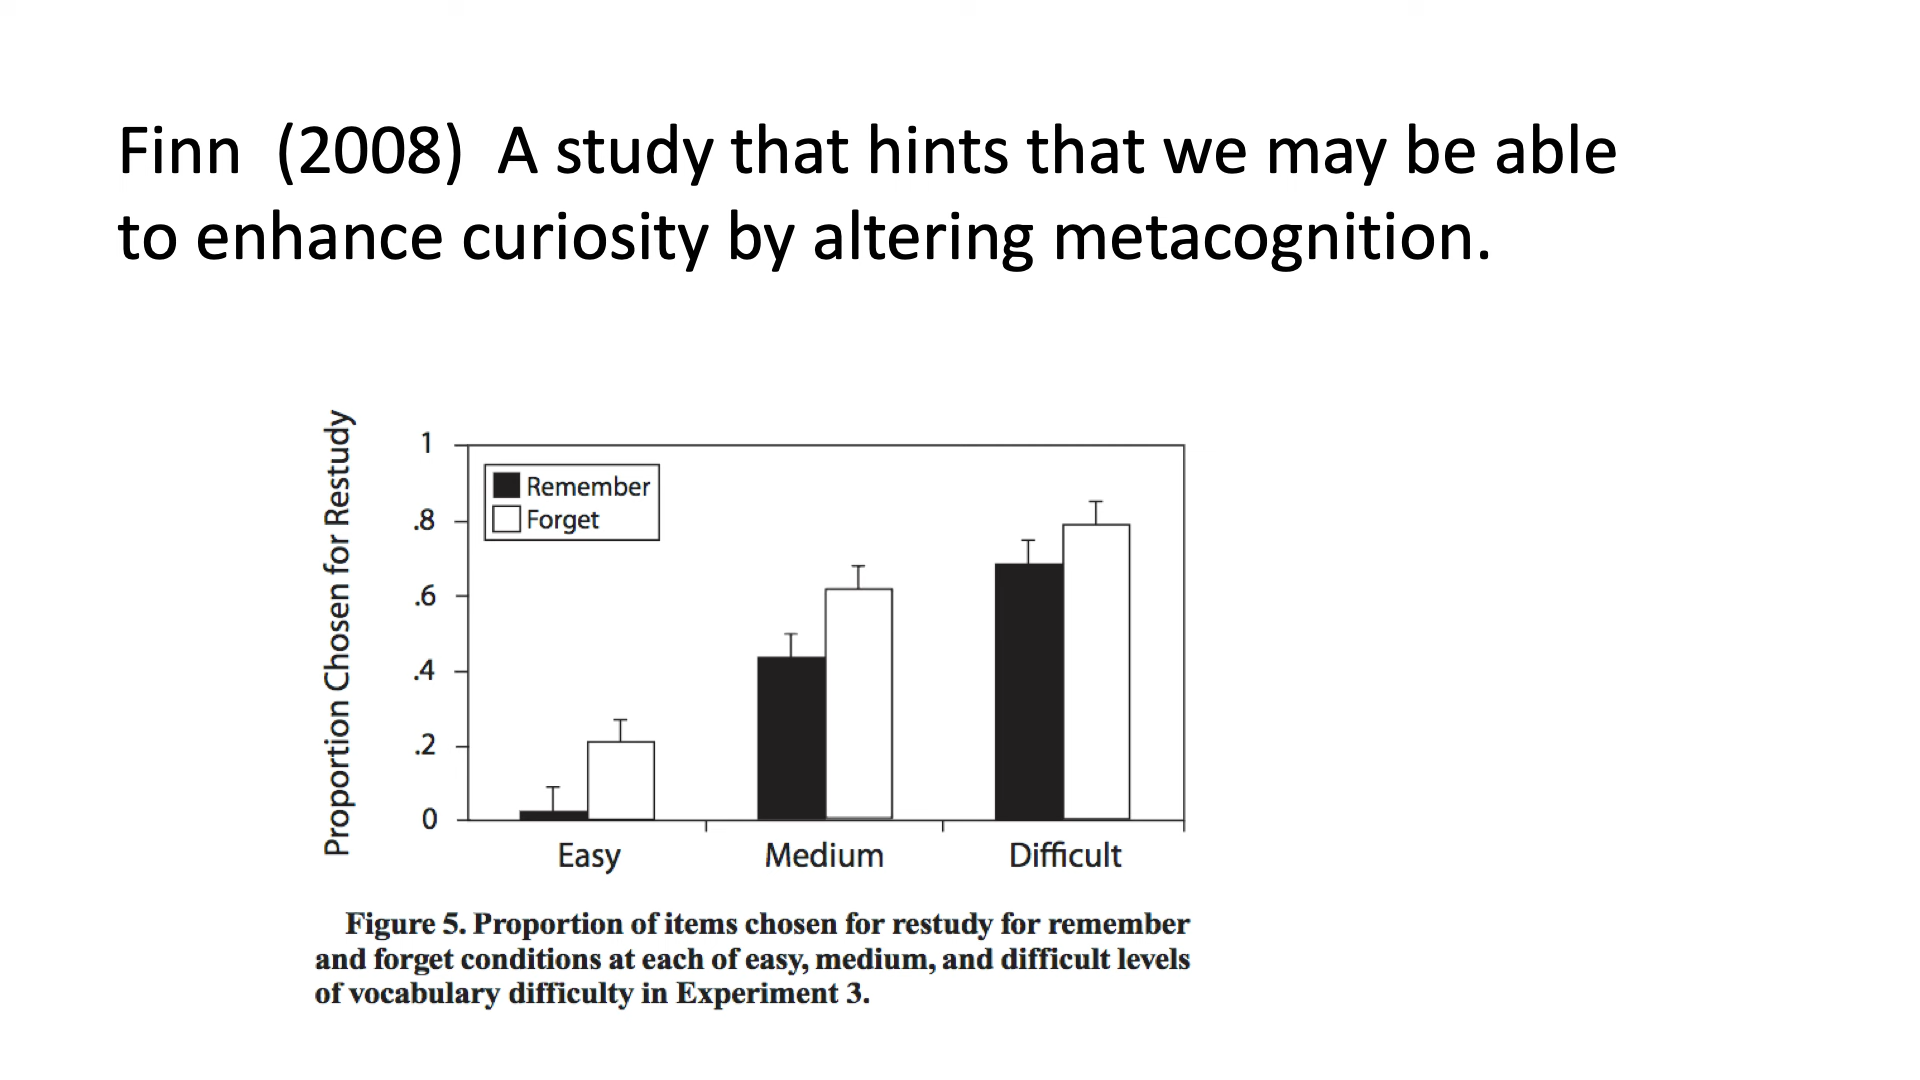 Finn (2008) A study that hints that we may be able
to enhance curiosity by altering metacognition.
Proportion Chosen for Restudy
1
.8
.6
.4
.2
0
Remember
Forget
Easy Medium Difficult
Figure 5. Proportion of items chosen for restudy for remember
and forget conditions at each of easy, medium, and difficult levels
of vocabulary difficulty in Experiment 3.